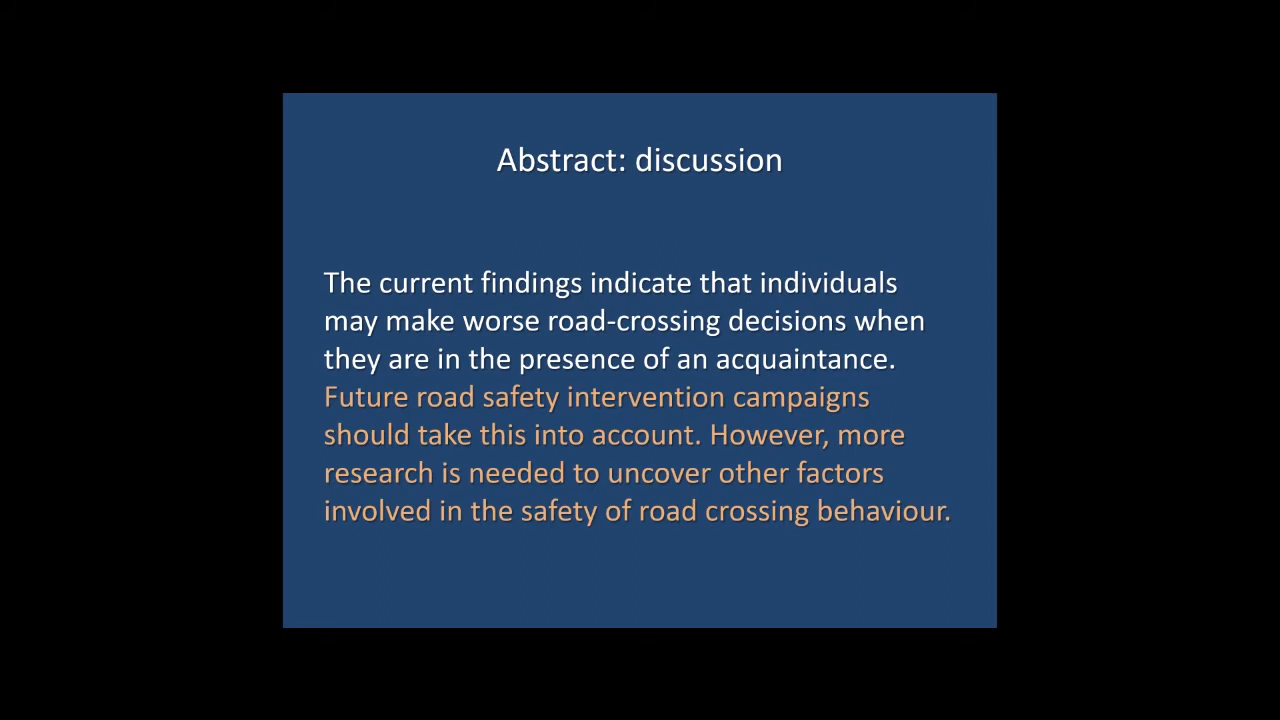 Abstract: discussion
The current findings indicate that individuals
may make worse road-crossing decisions when
they are in the presence of an acquaintance.
Future road safety intervention campaigns
should take this into account. However, more
research is needed to uncover other factors
involved in the safety of road crossing behaviour.